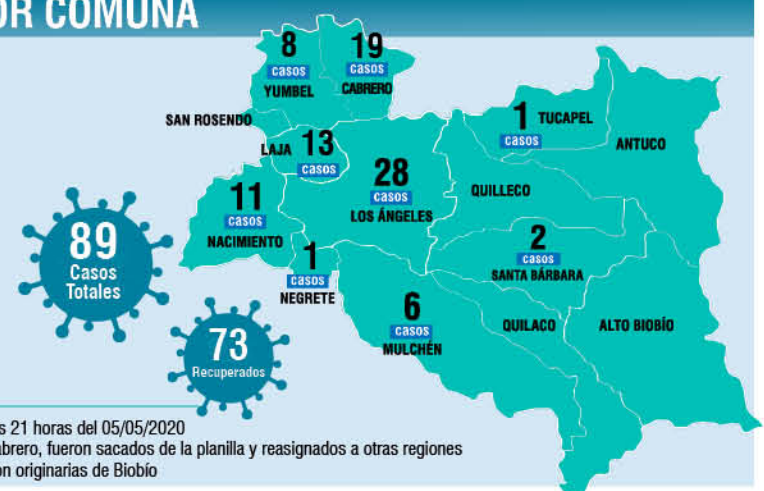 COMUNA
8
casos
YUMBEL
19
casos
CABRERO
SAN ROSENDO
LAJA 13
casos
1
casos
TUCAPEL
ANTUCO
28
casos
LOS ÁNGELES
QUILLECO
11
casos
NACIMIENTO
1
casos
NEGRETE
2
casos
SANTA BÁRBARA
6
casos
MULCHÉN
QUILACO
ALTO BIOBÍO
89
Casos
Totales
73
Recuperados
s 21 horas del 05/05/2020
abrero, fueron sacados de la planilla y reasignados a otras regiones
on originarias de Biobío